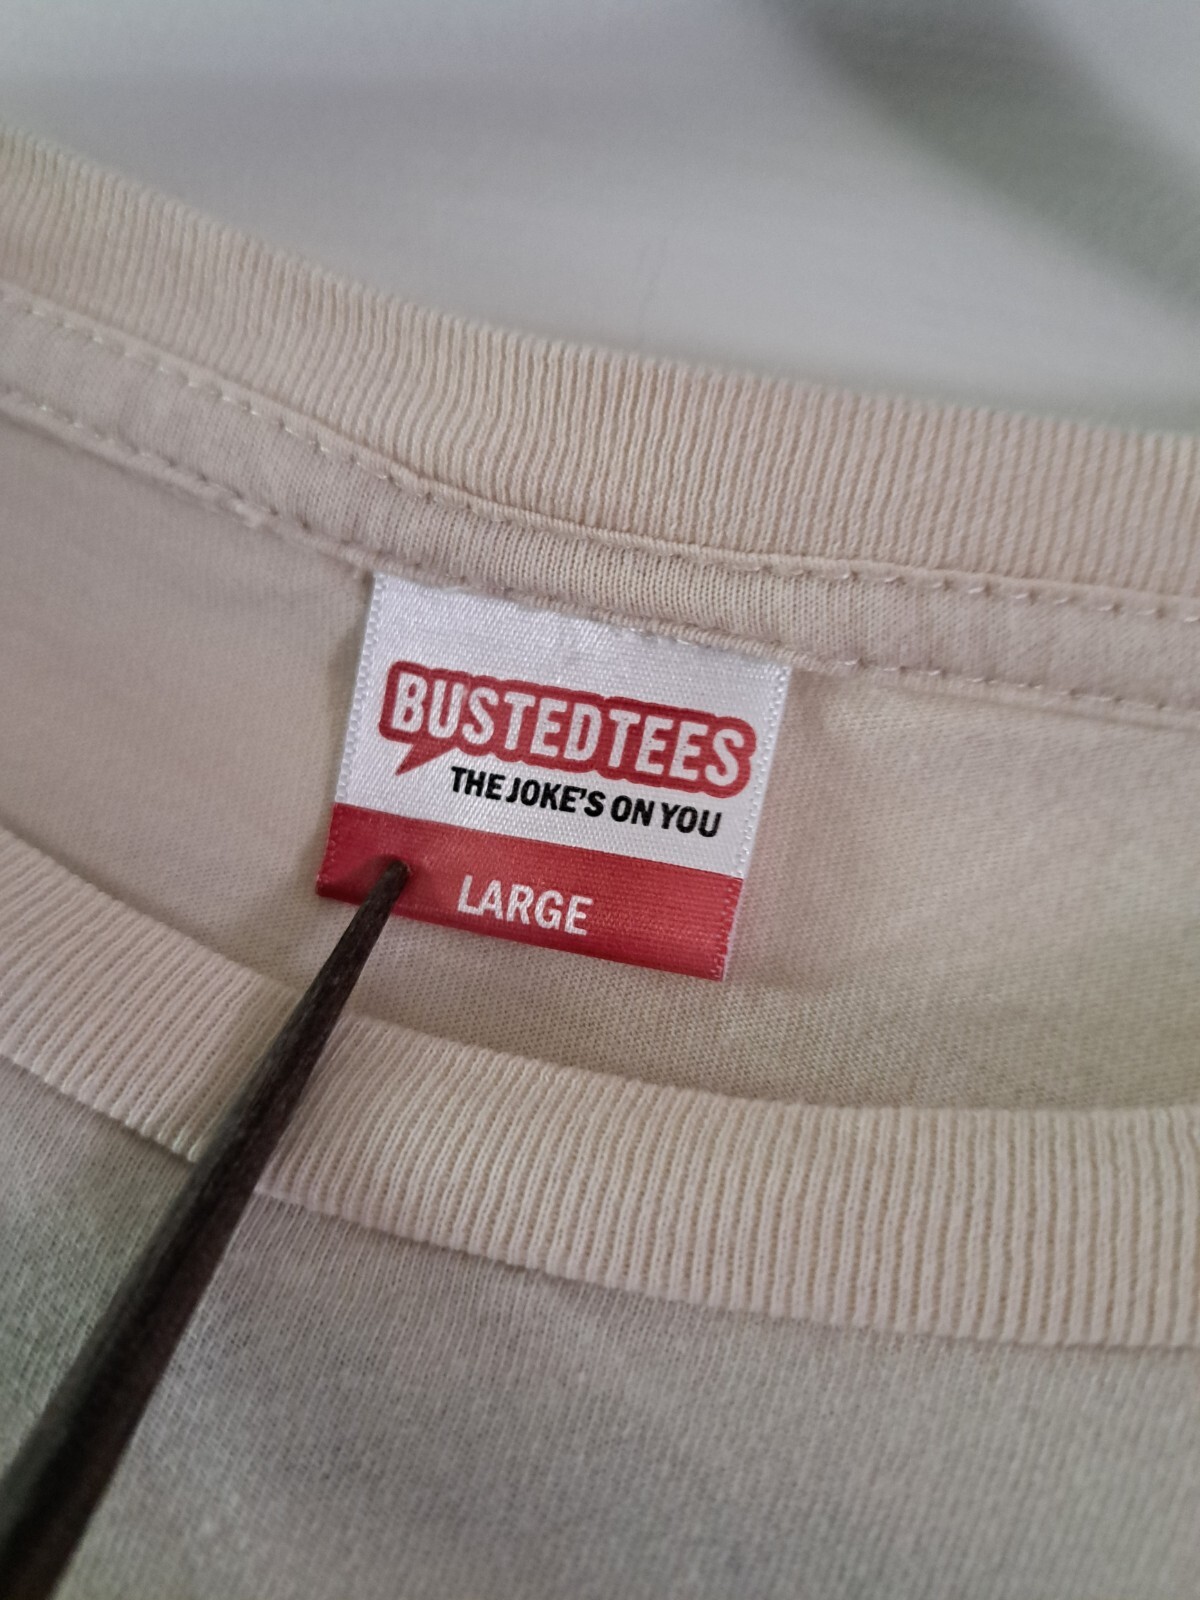 BUSTEDTEES
THE JOKE'S ON YOU
LARGE